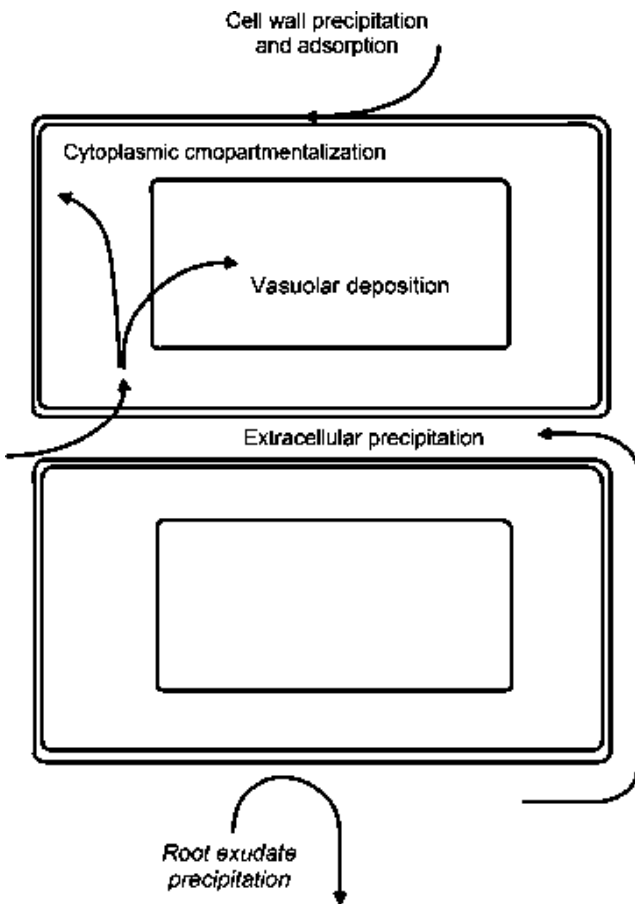 Cell wall precipitation
and adsorption
Cytoplasmic cmopartmentalization
Vasuolar deposition
Extracellular precipitation
Root exudate
precipitation